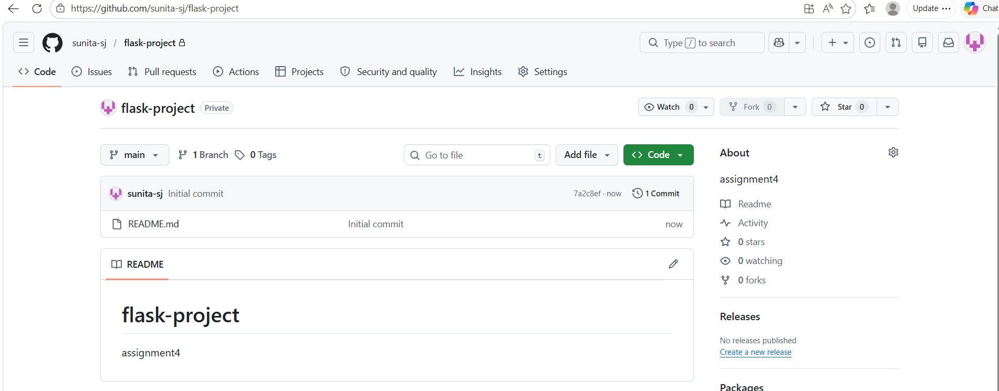 https://github.com/sunita-sj/flask-project
Update
Chat
sunita-sj / flask-project
Type / to search
Code
Issues
Pull requests
Actions
Projects
Security and quality
Insights
Settings
flask-project Private
Watch 0
Fork 0
Star 0
main
1 Branch
0 Tags
Go to file t
Add file
Code
sunita-sj Initial commit
7a2c8ef · now
1 Commit
README.md Initial commit now
README
flask-project
assignment4
About
assignment4
Readme
Activity
0 stars
0 watching
0 forks
Releases
No releases published
Create a new release
Packages